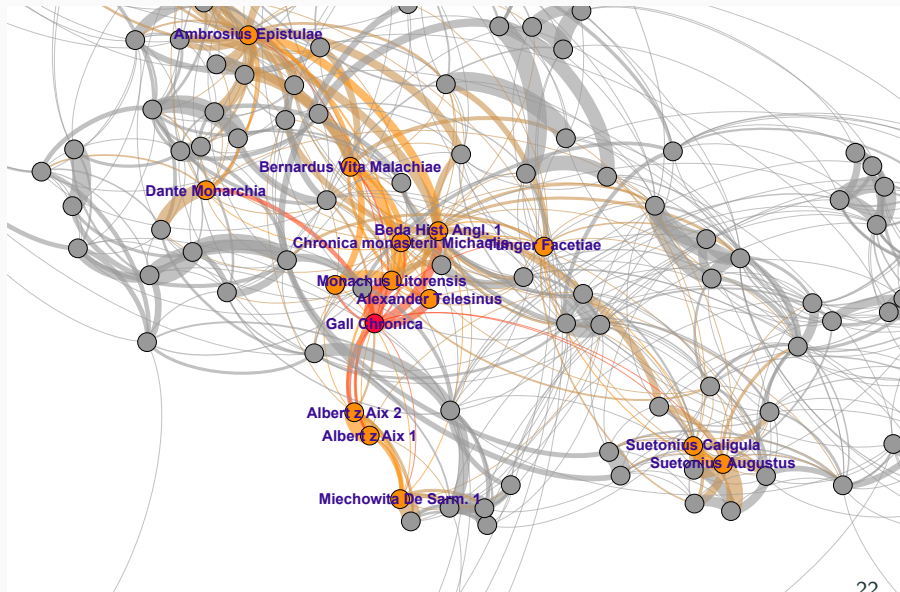 Ambrosius Epistulae
Bernardus Vita Malachiae
Dante Monarchia
Beda Hist. Angl. 1
Chronica monasterii Michaelis
Tunger Facetiae
Monachus Litorensis
Alexander Telesinus
Gall Chronica
Albert z Aix 2
Albert z Aix 1
Suetonius Caligula
Suetonius Augustus
Miechowita De Sarm. 1
22